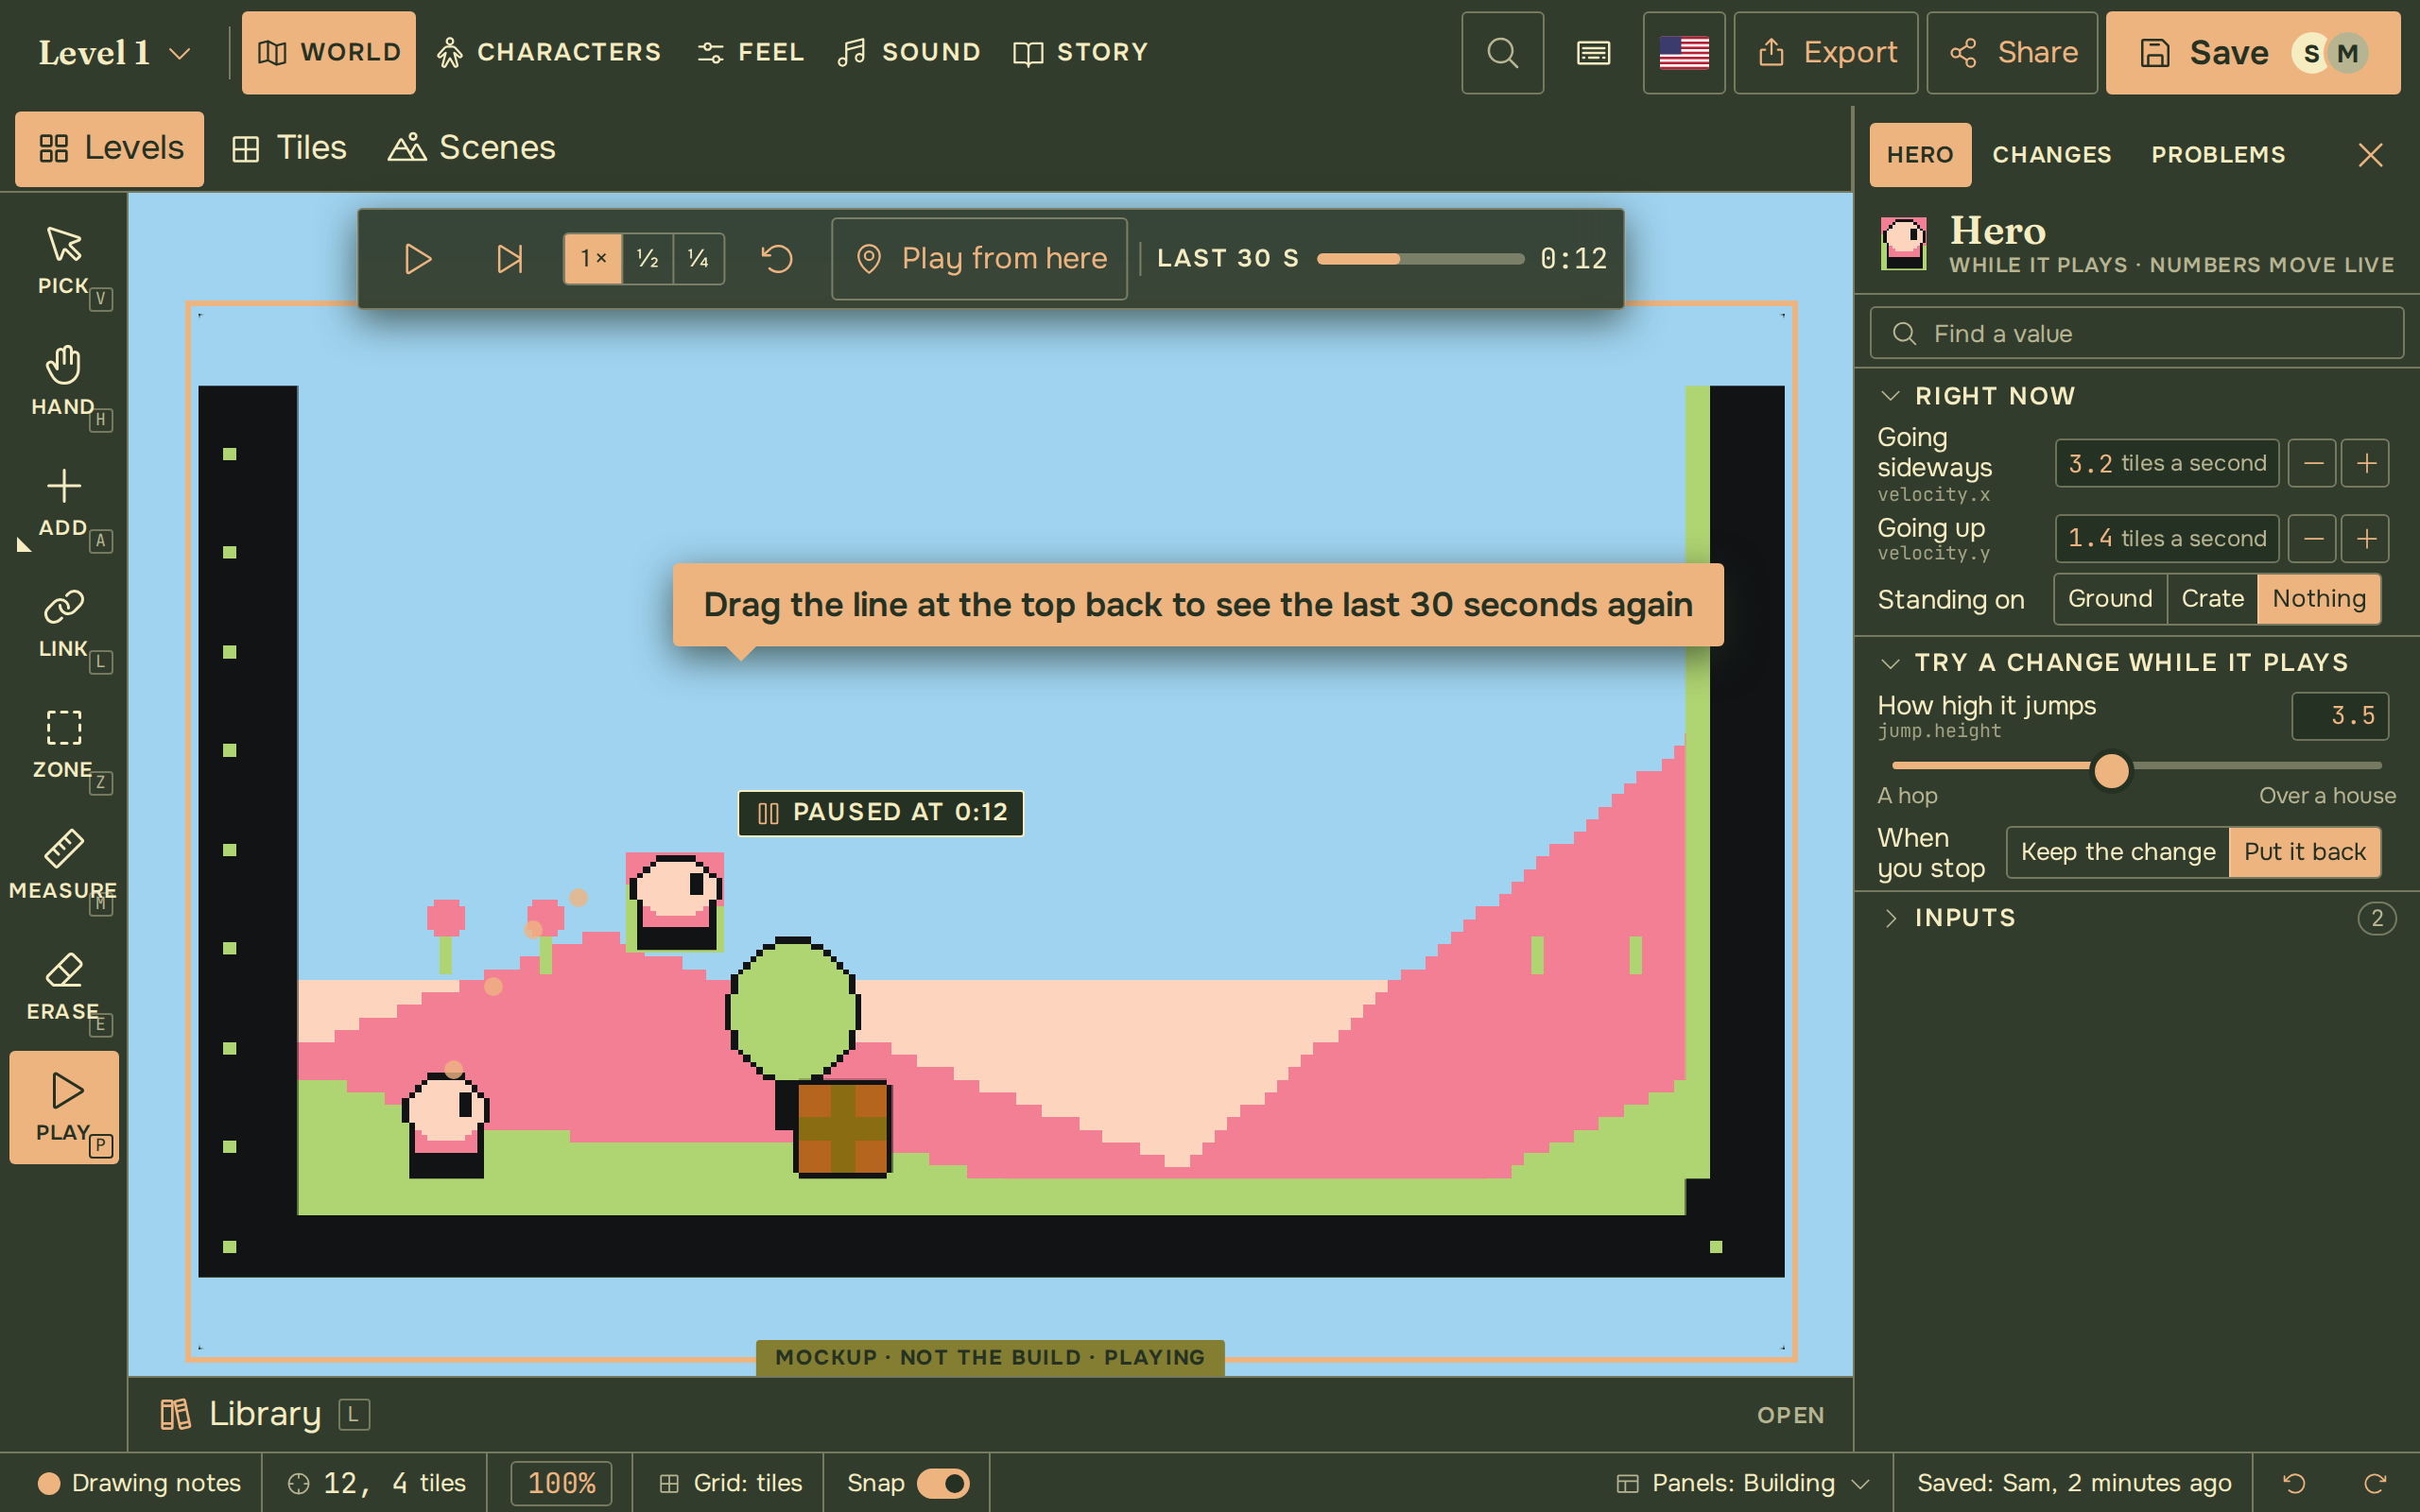 Level 1
WORLD
CHARACTERS
FEEL
SOUND
STORY
Export
Share
Save
S
M
Levels
Tiles
Scenes
HERO
CHANGES
PROBLEMS
1×
½
¼
Play from here
LAST 30 S
0:12
Hero
WHILE IT PLAYS · NUMBERS MOVE LIVE
Find a value
PICK
V
HAND
H
ADD
A
LINK
L
ZONE
Z
MEASURE
M
ERASE
E
PLAY
P
Drag the line at the top back to see the last 30 seconds again
PAUSED AT 0:12
MOCKUP · NOT THE BUILD · PLAYING
RIGHT NOW
Going sideways
velocity.x
3.2 tiles a second
Going up
velocity.y
1.4 tiles a second
Standing on
Ground
Crate
Nothing
TRY A CHANGE WHILE IT PLAYS
How high it jumps
jump.height
3.5
A hop
Over a house
When you stop
Keep the change
Put it back
INPUTS
2
Library
L
OPEN
Drawing notes
12, 4 tiles
100%
Grid: tiles
Snap
Panels: Building
Saved: Sam, 2 minutes ago